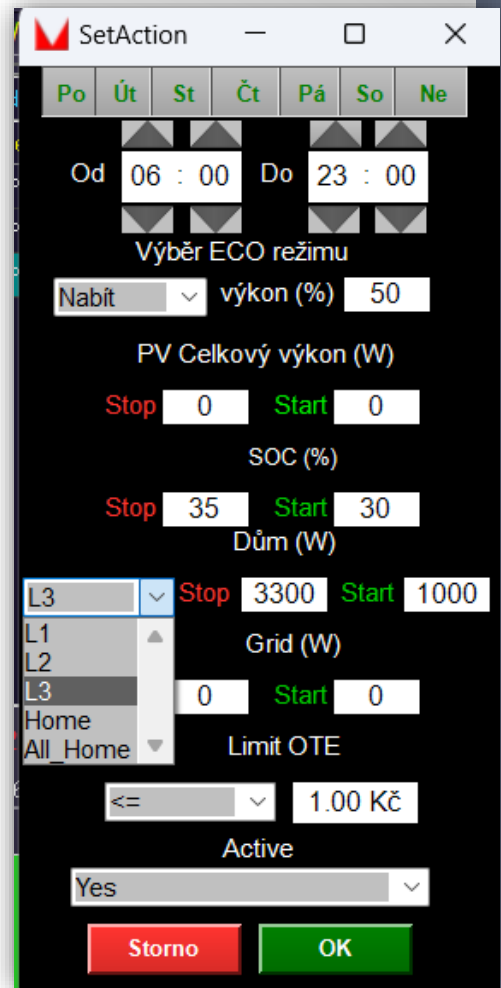 SetAction
Po Út St Čt Pá So Ne
Od 06 : 00 Do 23 : 00
Výběr ECO režimu
Nabít výkon (%) 50
PV Celkový výkon (W)
Stop 0 Start 0
SOC (%)
Stop 35 Start 30
Dům (W)
L3 Stop 3300 Start 1000
L1
L2
L3
Home
All_Home
Grid (W)
0 Start 0
Limit OTE
<= 1.00 Kč
Active
Yes
Storno OK